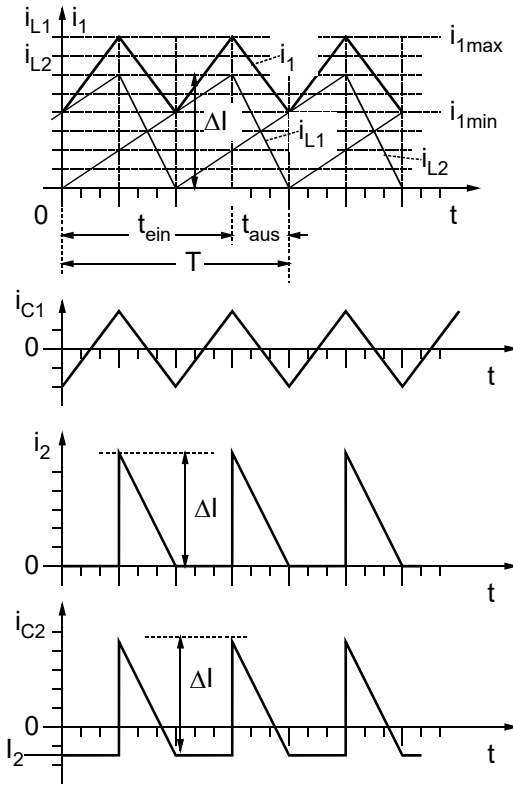 i_L1 i_1
i_L2
i_1
i_1max
ΔI
i_1min
i_L1
i_L2
0
t
t_ein
t_aus
T
i_C1
0
t
i_2
ΔI
0
t
i_C2
ΔI
0
I_2
t